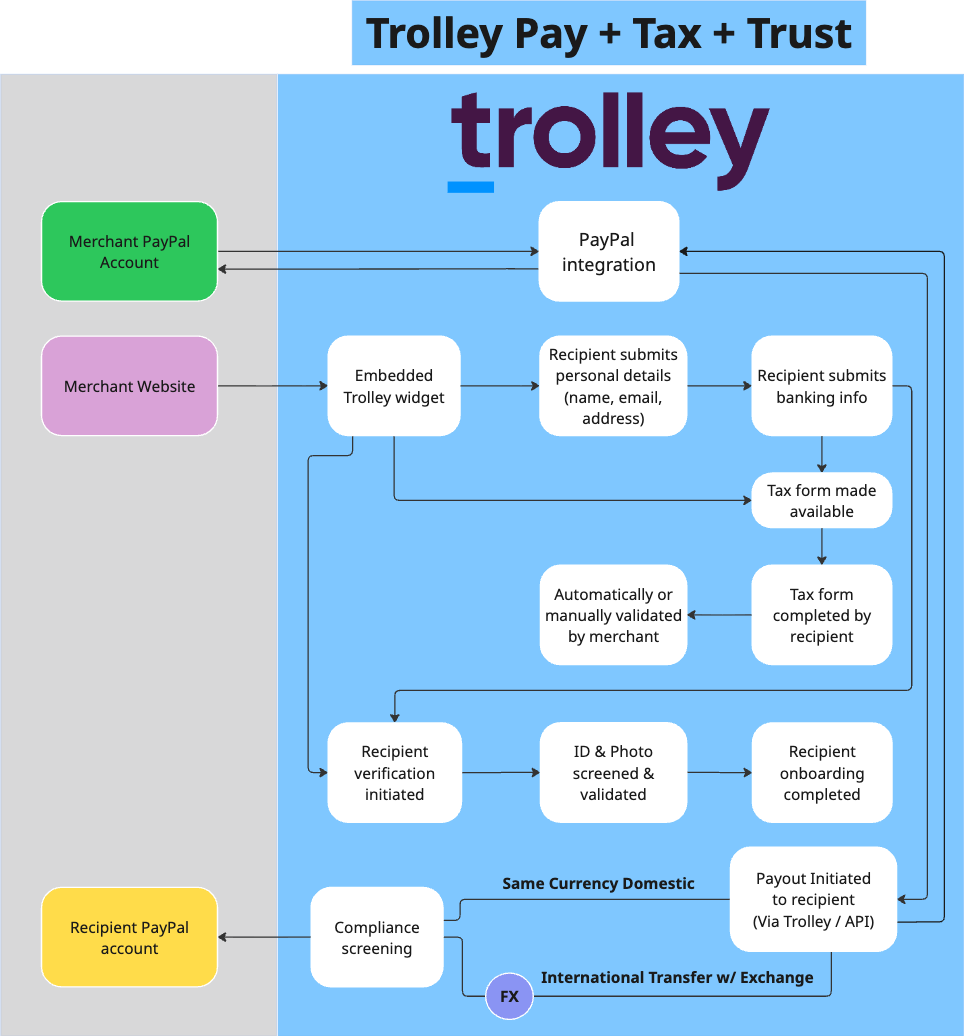 Trolley Pay + Tax + Trust
trolley
Merchant PayPal
Account
PayPal
integration
Merchant Website
Embedded
Trolley widget
Recipient submits
personal details
(name, email,
address)
Recipient submits
banking info
Tax form made
available
Automatically or
manually validated
by merchant
Tax form
completed by
recipient
Recipient
verification
initiated
ID & Photo
screened &
validated
Recipient
onboarding
completed
Same Currency Domestic
Payout Initiated
to recipient
(Via Trolley / API)
Recipient PayPal
account
Compliance
screening
International Transfer w/ Exchange
FX